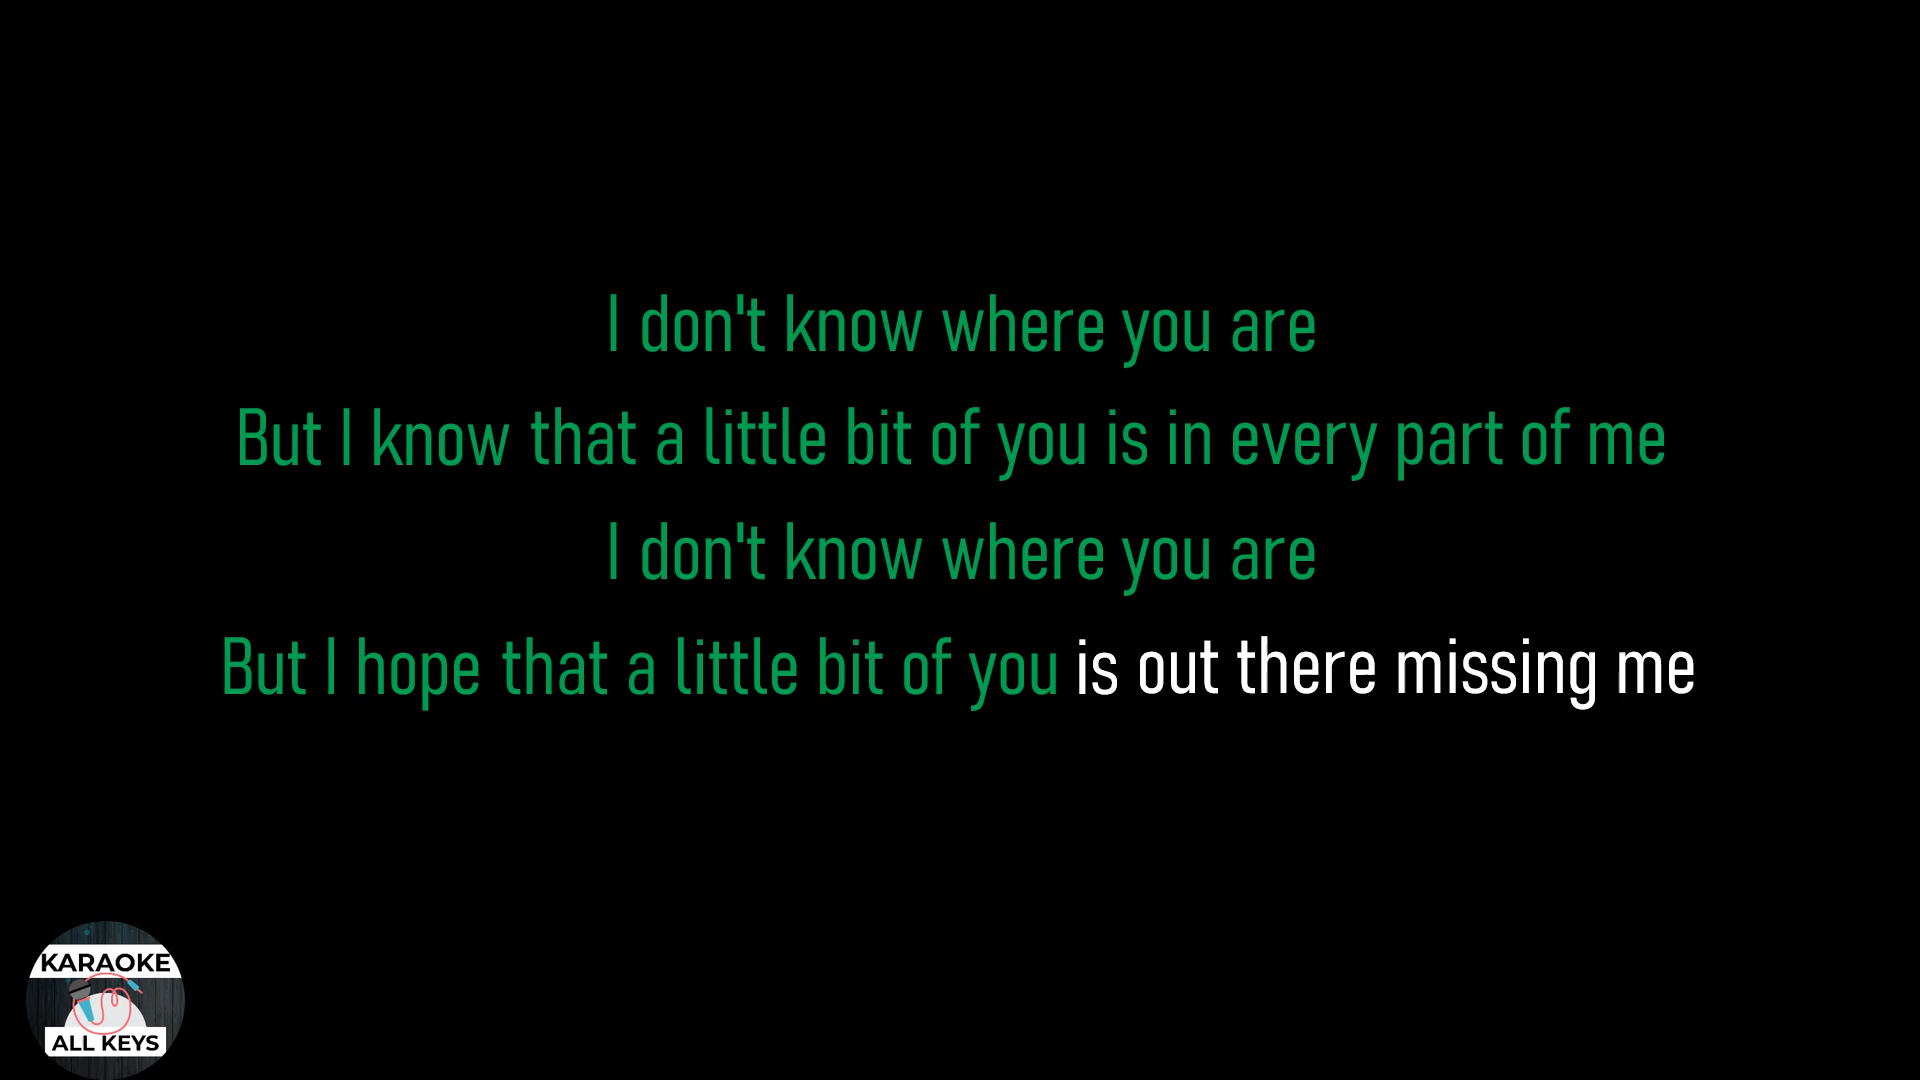 I don't know where you are
But I know that a little bit of you is in every part of me
I don't know where you are
But I hope that a little bit of you is out there missing me
KARAOKE
ALL KEYS